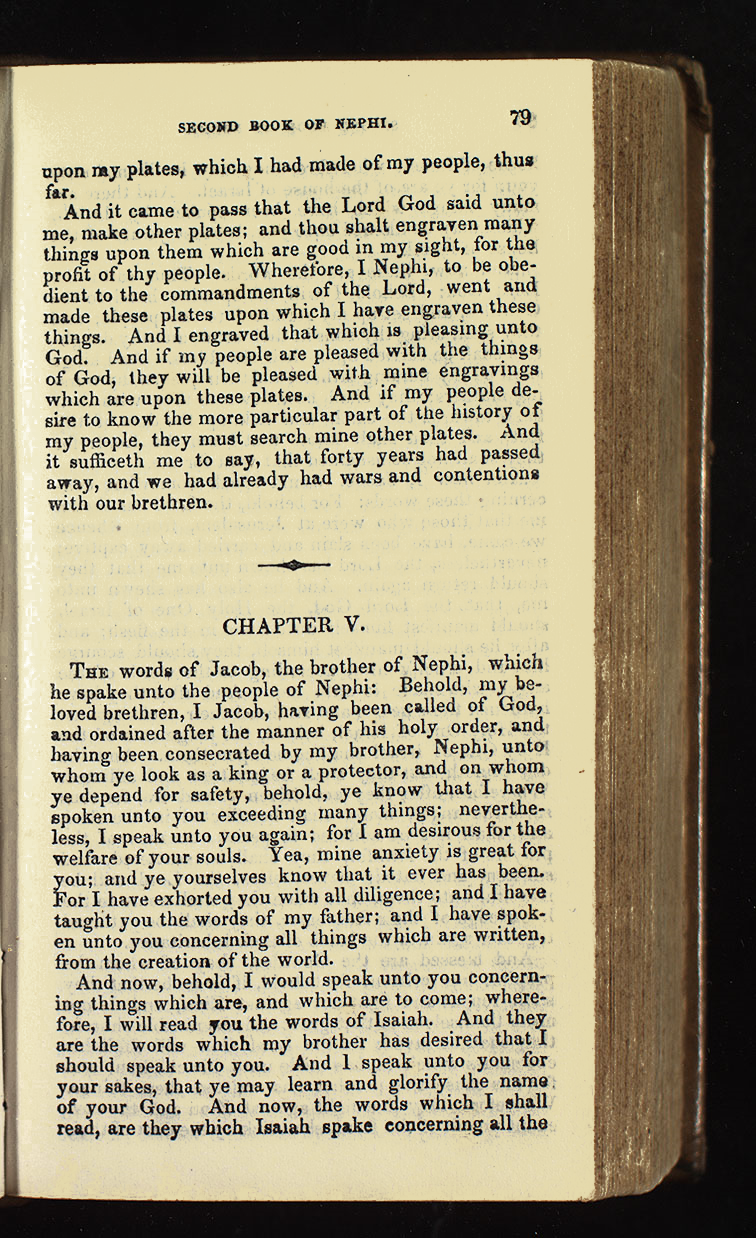 SECOND BOOK OF NEPHI. 79
upon my plates, which I had made of my people, thus
far.
And it came to pass that the Lord God said unto
me, make other plates; and thou shalt engraven many
things upon them which are good in my sight, for the
profit of thy people. Wherefore, I Nephi, to be obe-
dient to the commandments of the Lord, went and
made these plates upon which I have engraven these
things. And I engraved that which is pleasing unto
God. And if my people are pleased with the things
of God, they will be pleased with mine engravings
which are upon these plates. And if my people de-
sire to know the more particular part of the history of
my people, they must search mine other plates. And
it sufficeth me to say, that forty years had passed
away, and we had already had wars and contentions
with our brethren.
CHAPTER V.
THE words of Jacob, the brother of Nephi, which
he spake unto the people of Nephi: Behold, my be-
loved brethren, I Jacob, having been called of God,
and ordained after the manner of his holy order, and
having been consecrated by my brother, Nephi, unto
whom ye look as a king or a protector, and on whom
ye depend for safety, behold, ye know that I have
spoken unto you exceeding many things; neverthe-
less, I speak unto you again; for I am desirous for the
welfare of your souls. Yea, mine anxiety is great for
you; and ye yourselves know that it ever has been.
For I have exhorted you with all diligence; and I have
taught you the words of my father; and I have spok-
en unto you concerning all things which are written,
from the creation of the world.
And now, behold, I would speak unto you concern-
ing things which are, and which are to come; where-
fore, I will read you the words of Isaiah. And they
are the words which my brother has desired that I
should speak unto you. And I speak unto you for
your sakes, that ye may learn and glorify the name
of your God. And now, the words which I shall
read, are they which Isaiah spake concerning all the